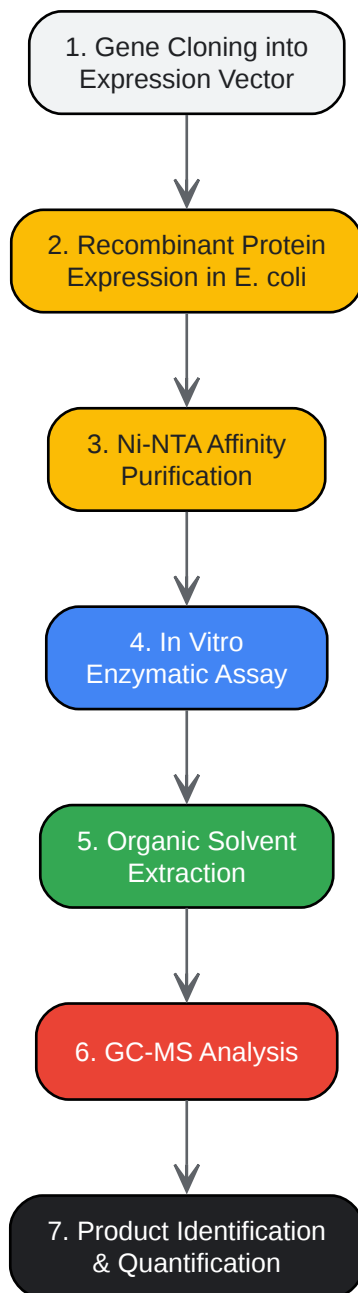 1. Gene Cloning into
Expression Vector
2. Recombinant Protein
Expression in E. coli
3. Ni-NTA Affinity
Purification
4. In Vitro
Enzymatic Assay
5. Organic Solvent
Extraction
6. GC-MS Analysis
7. Product Identification
& Quantification